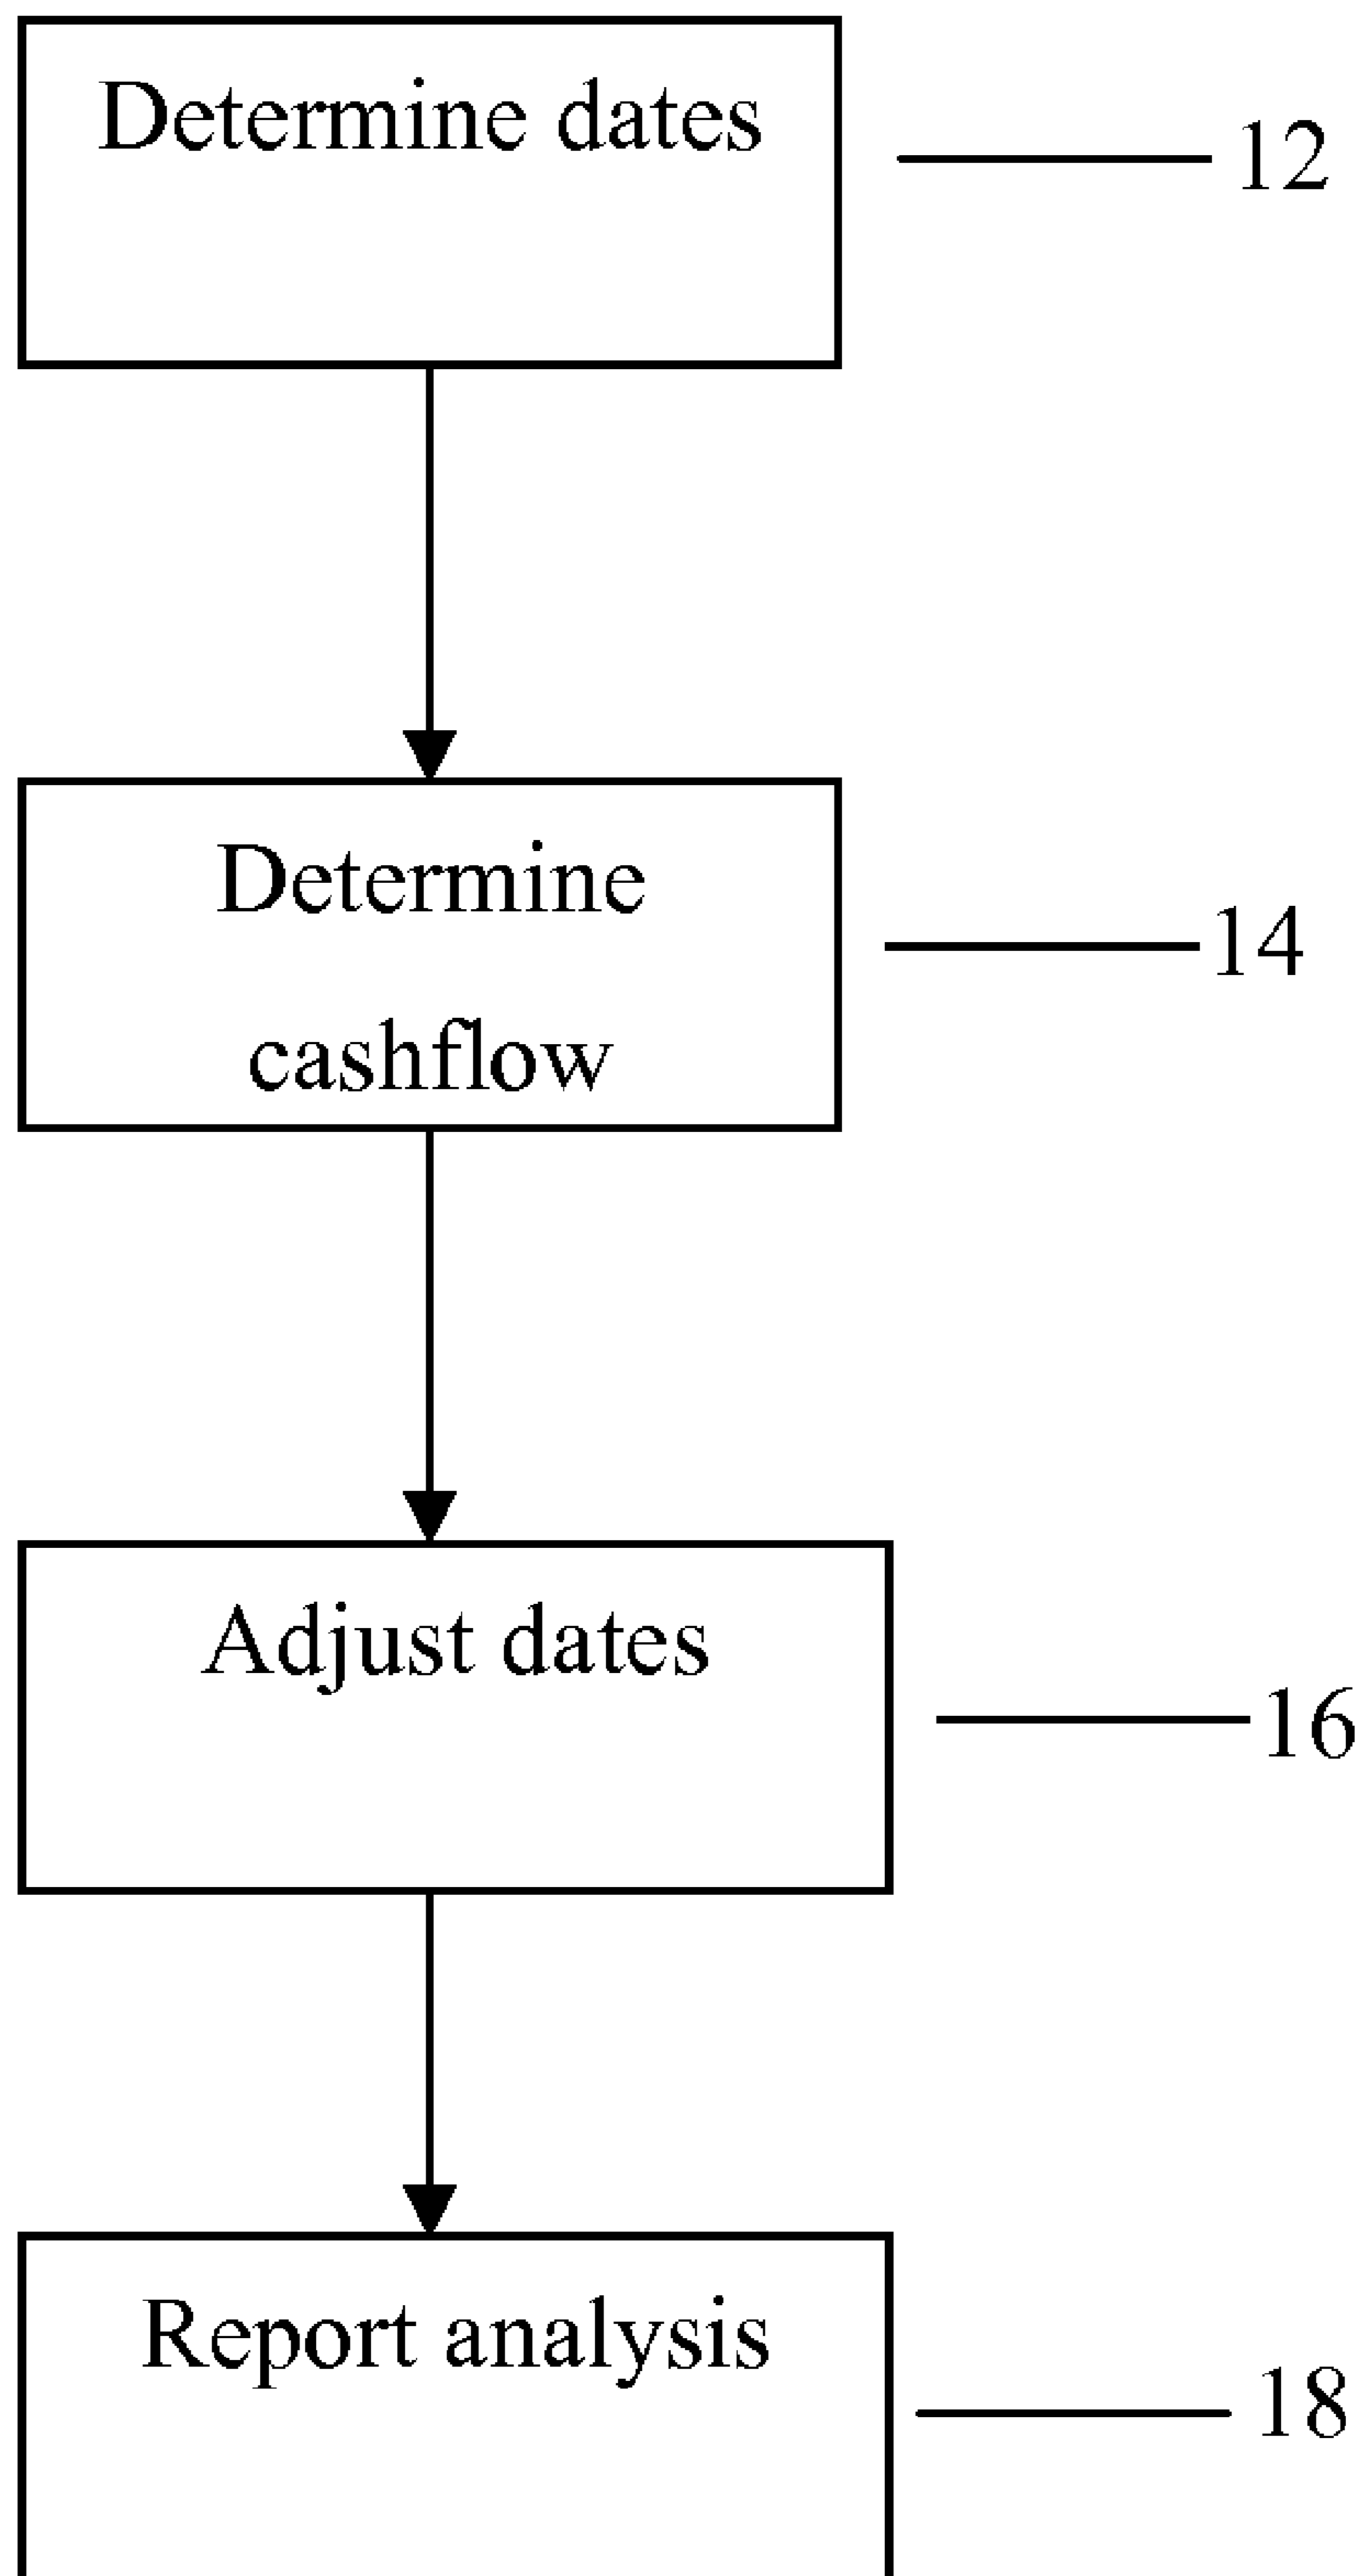 Determine dates
12
Determine
cashflow
14
Adjust dates
16
Report analysis
18